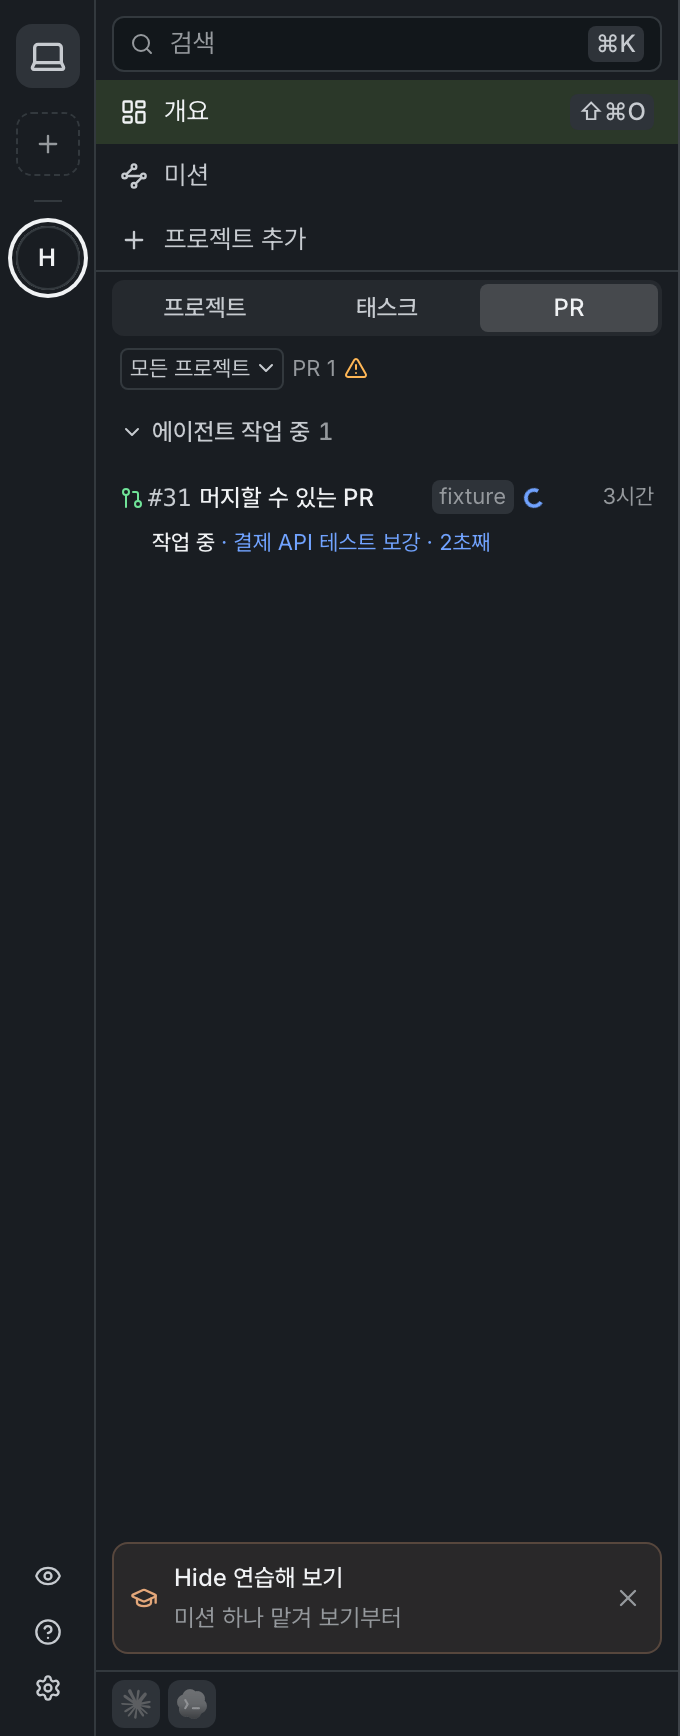 검색 ⌘K
개요 ⇧⌘O
미션
H
프로젝트 추가
프로젝트 태스크 PR
모든 프로젝트 PR 1
에이전트 작업 중 1
#31 머지할 수 있는 PR fixture 3시간
작업 중 · 결제 API 테스트 보강 · 2초째
Hide 연습해 보기
미션 하나 맡겨 보기부터